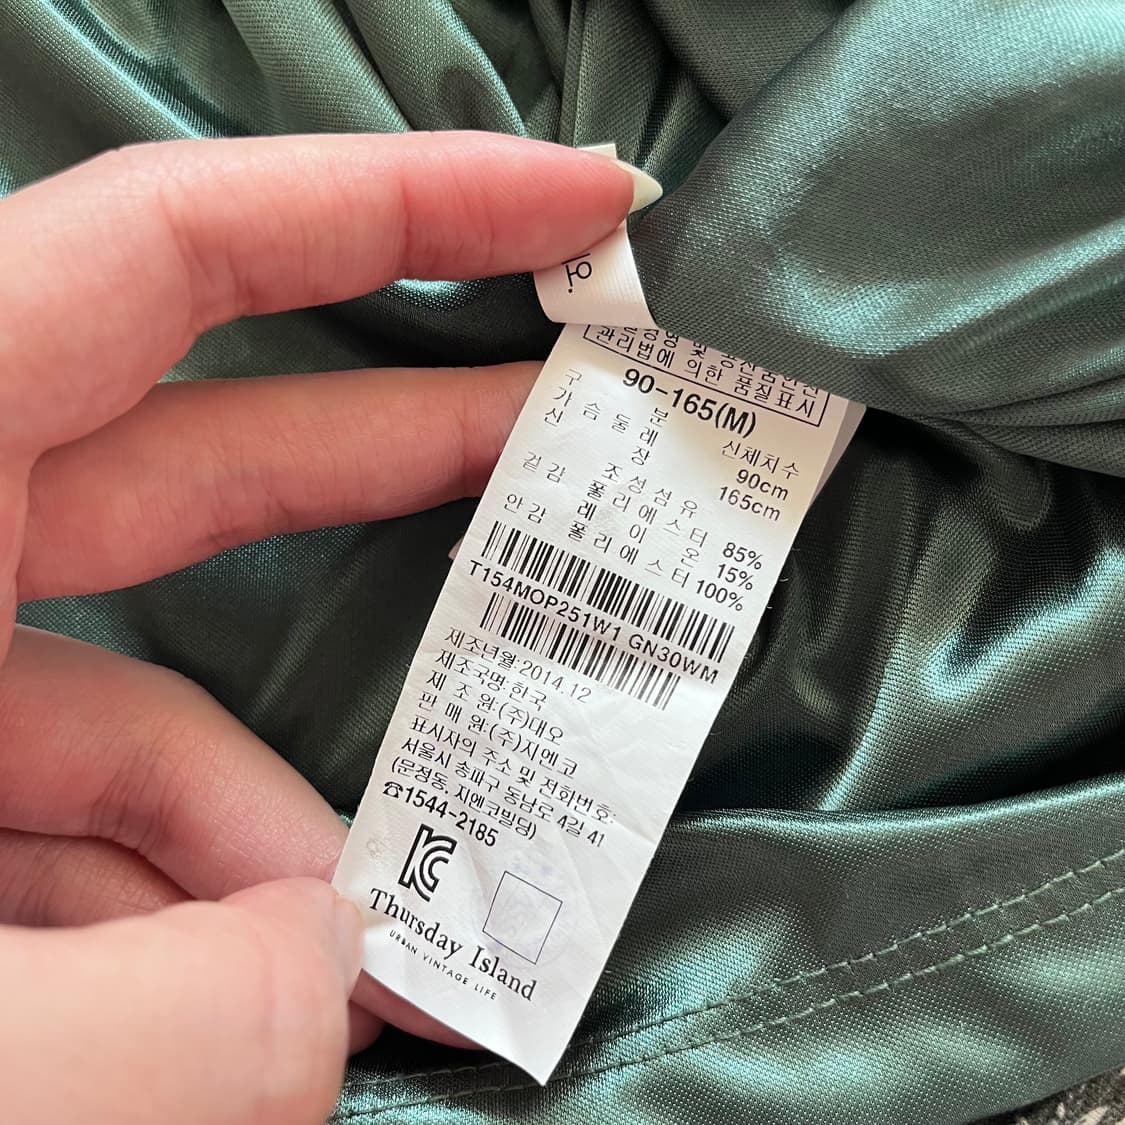 관리법에 의한 품질표시
90-165(M)
구 분 신체치수
가슴둘레 90cm
신 장 165cm
조성섬유
겉감 폴리에스터 85%
레이온 15%
안감 폴리에스터 100%
T154MOP251W1 GN30WM
제조년월:2014.12
제조국명:한국
제 조 원:(주)대오
판 매 원:(주)지엔코
표시자의 주소 및 전화번호:
서울시 송파구 동남로 4길 41
(문정동, 지엔코빌딩)
☎1544-2185
Thursday Island
URBAN VINTAGE LIFE